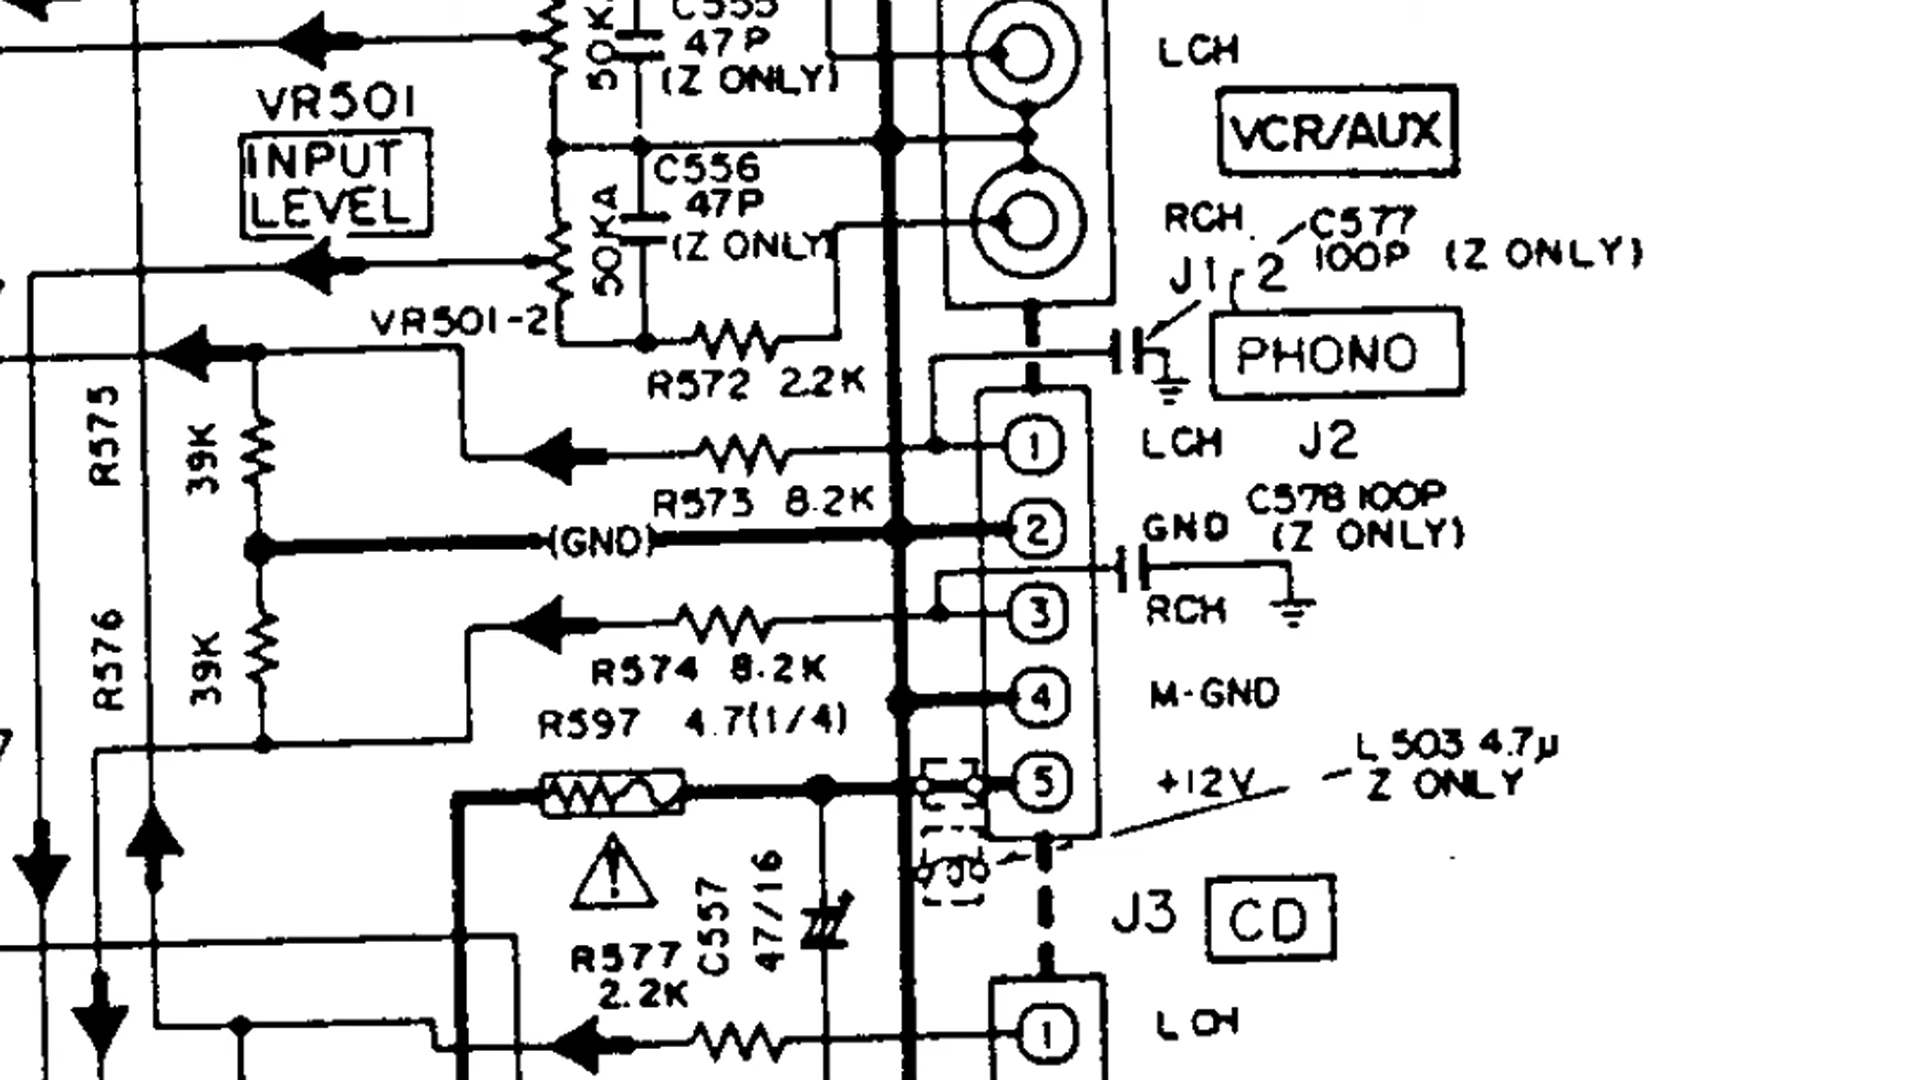 C555
47P
(Z ONLY)
50K
LCH
VR501
INPUT
LEVEL
VCR/AUX
C556
47P
(Z ONLY)
50KA
RCH
C577
100P (Z ONLY)
J1-2
VR501-2
R572 2.2K
PHONO
R575
39K
1
LCH J2
R573 8.2K
C578 100P
(Z ONLY)
(GND)
2
GND
3
RCH
R576
39K
R574 8.2K
4
M-GND
R597 4.7(1/4)
L503 4.7μ
Z ONLY
5
+12V
!
C557
47/16
J3
CD
R577
2.2K
1
LCH